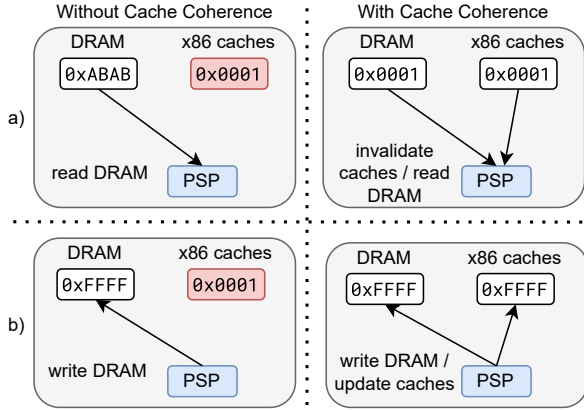 Without Cache Coherence
With Cache Coherence
a)
DRAM
x86 caches
0xABAB
0x0001
read DRAM
PSP
DRAM
x86 caches
0x0001
0x0001
invalidate
caches / read
DRAM
PSP
b)
DRAM
x86 caches
0xFFFF
0x0001
write DRAM
PSP
DRAM
x86 caches
0xFFFF
0xFFFF
write DRAM /
update caches
PSP